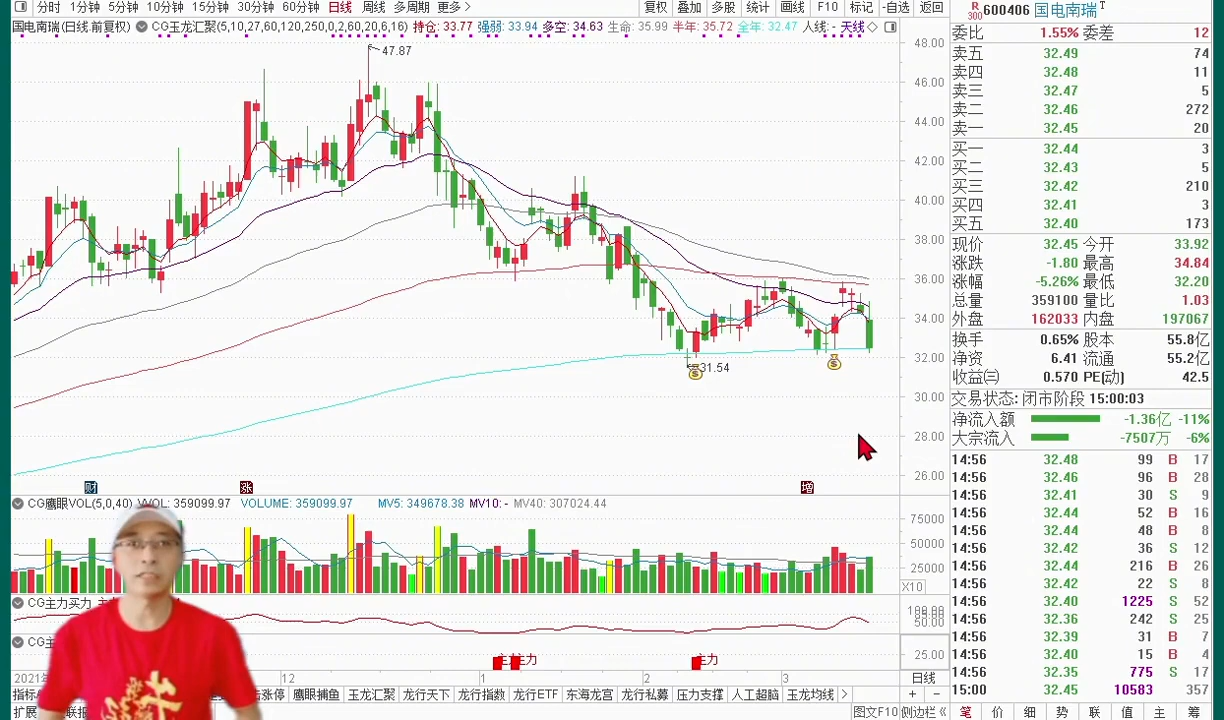 分时 1分钟 5分钟 10分钟 15分钟 30分钟 60分钟 日线 周线 多周期 更多> 复权 叠加 多股 统计 画线 F10 标记 -自选 返回
国电南瑞(日线.前复权) CG玉龙汇聚(5,10,27,60,120,250,0,2,60,20,6,16) 持仓: 33.77 强弱: 33.94 多空: 34.63 生命: 35.99 半年: 35.72 全年: 32.47 人线: - 天线
48.00
47.87
46.00
44.00
42.00
40.00
38.00
36.00
34.00
32.00
31.54
30.00
28.00
26.00
财 涨 增
CG鹰眼VOL(5,0,40) VVOL: 359099.97 VOLUME: 359099.97 MV5: 349678.38 MV10: - MV40: 307024.44
75000
50000
25000
X10
CG主力买力
100.00
50.00
CG主
25.00
主力 主力
2021 12 1 2 3 日线
指标 击涨停 鹰眼捕鱼 玉龙汇聚 龙行天下 龙行指数 龙行ETF 东海龙宫 龙行私募 压力支撑 人工超脑 玉龙均线 > + −
扩展 联报 图文F10 侧边栏《
R 300 600406 国电南瑞 T
委比 1.55% 委差 12
卖五 32.49 74
卖四 32.48 11
卖三 32.47 5
卖二 32.46 272
卖一 32.45 20
买一 32.44 3
买二 32.43 5
买三 32.42 210
买四 32.41 3
买五 32.40 173
现价 32.45 今开 33.92
涨跌 -1.80 最高 34.84
涨幅 -5.26% 最低 32.20
总量 359100 量比 1.03
外盘 162033 内盘 197067
换手 0.65% 股本 55.8亿
净资 6.41 流通 55.2亿
收益㈢ 0.570 PE(动) 42.5
交易状态: 闭市阶段 15:00:03
净流入额 -1.36亿 -11%
大宗流入 -7507万 -6%
14:56 32.48 99 B 17
14:56 32.46 96 B 28
14:56 32.41 30 S 9
14:56 32.44 52 B 16
14:56 32.44 48 B 8
14:56 32.42 36 S 12
14:56 32.44 216 B 26
14:56 32.42 22 S 8
14:56 32.40 1225 S 52
14:56 32.36 242 S 25
14:56 32.39 31 B 7
14:56 32.40 15 B 4
14:56 32.35 775 S 17
15:00 32.45 10583 357
笔 价 细 势 联 值 主 筹